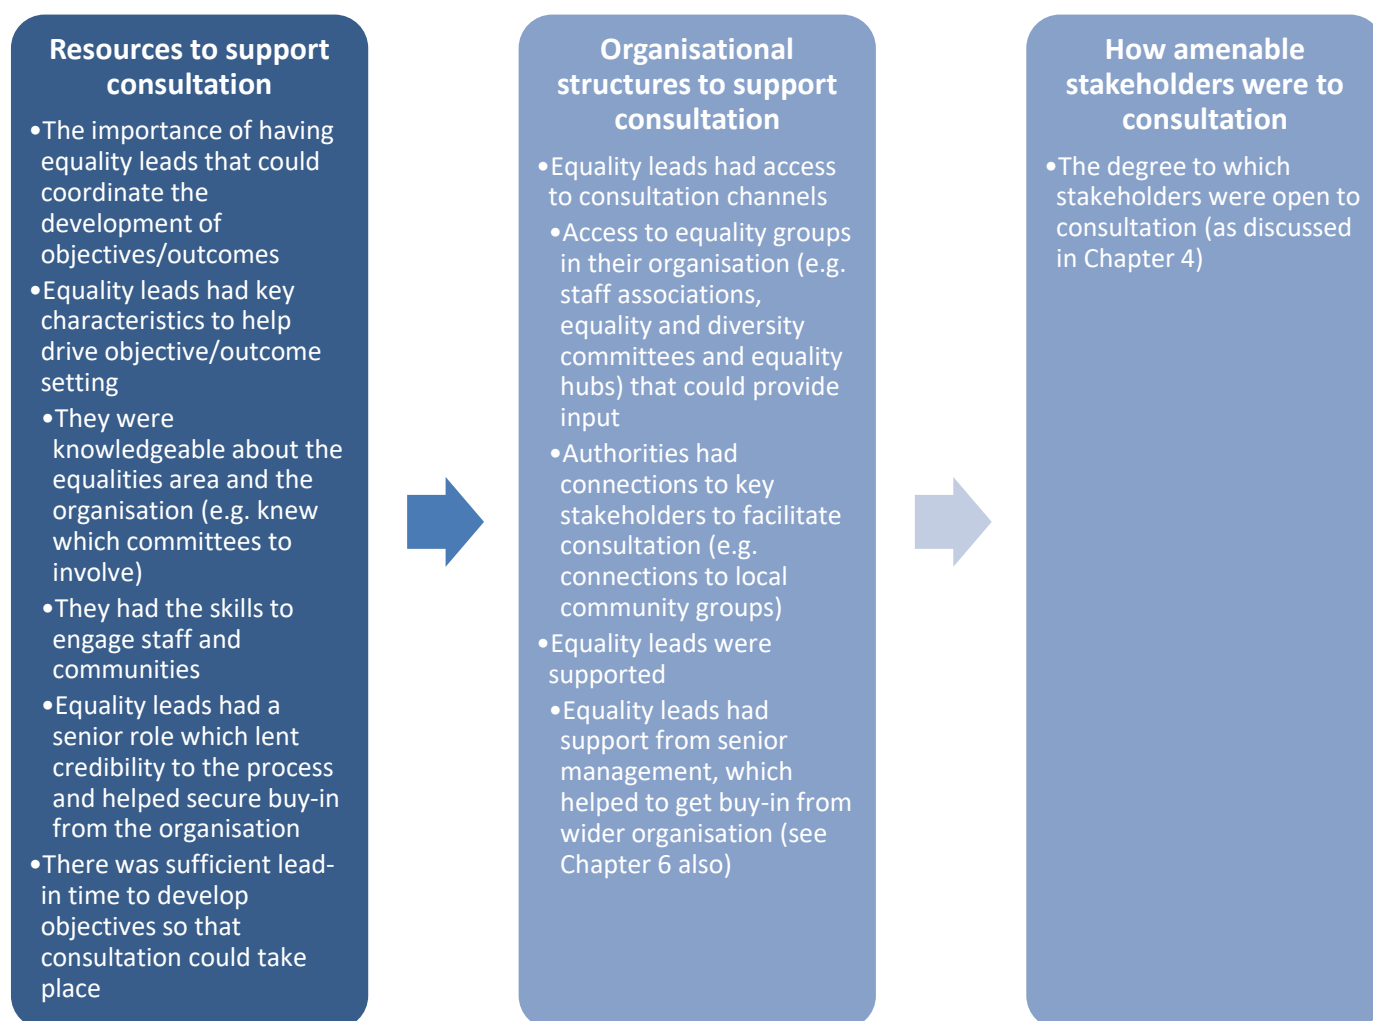 Resources to support
consultation
•The importance of having
equality leads that could
coordinate the
development of
objectives/outcomes
•Equality leads had key
characteristics to help
drive objective/outcome
setting
•They were
knowledgeable about the
equalities area and the
organisation (e.g. knew
which committees to
involve)
•They had the skills to
engage staff and
communities
•Equality leads had a
senior role which lent
credibility to the process
and helped secure buy-in
from the organisation
•There was sufficient lead-
in time to develop
objectives so that
consultation could take
place
Organisational
structures to support
consultation
•Equality leads had access
to consultation channels
•Access to equality groups
in their organisation (e.g.
staff associations,
equality and diversity
committees and equality
hubs) that could provide
input
•Authorities had
connections to key
stakeholders to facilitate
consultation (e.g.
connections to local
community groups)
•Equality leads were
supported
•Equality leads had
support from senior
management, which
helped to get buy-in from
wider organisation (see
Chapter 6 also)
How amenable
stakeholders were to
consultation
•The degree to which
stakeholders were open to
consultation (as discussed
in Chapter 4)